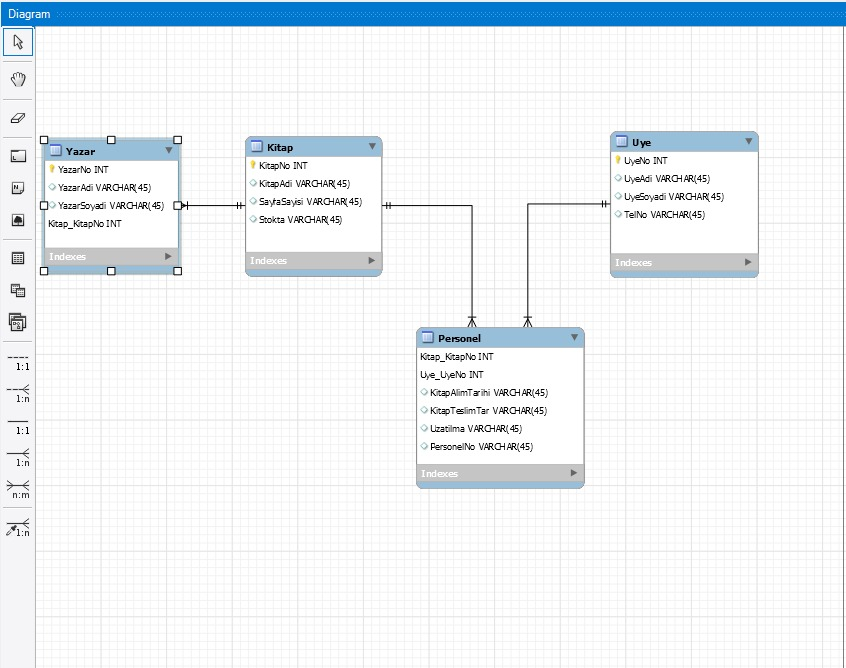 Diagram
Yazar
YazarNo INT
YazarAdi VARCHAR(45)
YazarSoyadi VARCHAR(45)
Kitap_KitapNo INT
Indexes
Kitap
KitapNo INT
KitapAdi VARCHAR(45)
SayfaSayisi VARCHAR(45)
Stokta VARCHAR(45)
Indexes
Uye
UyeNo INT
UyeAdi VARCHAR(45)
UyeSoyadi VARCHAR(45)
TelNo VARCHAR(45)
Indexes
Personel
Kitap_KitapNo INT
Uye_UyeNo INT
KitapAlimTarihi VARCHAR(45)
KitapTeslimTar VARCHAR(45)
Uzatilma VARCHAR(45)
PersonelNo VARCHAR(45)
Indexes
1:1
1:n
1:1
1:n
n:m
1:n